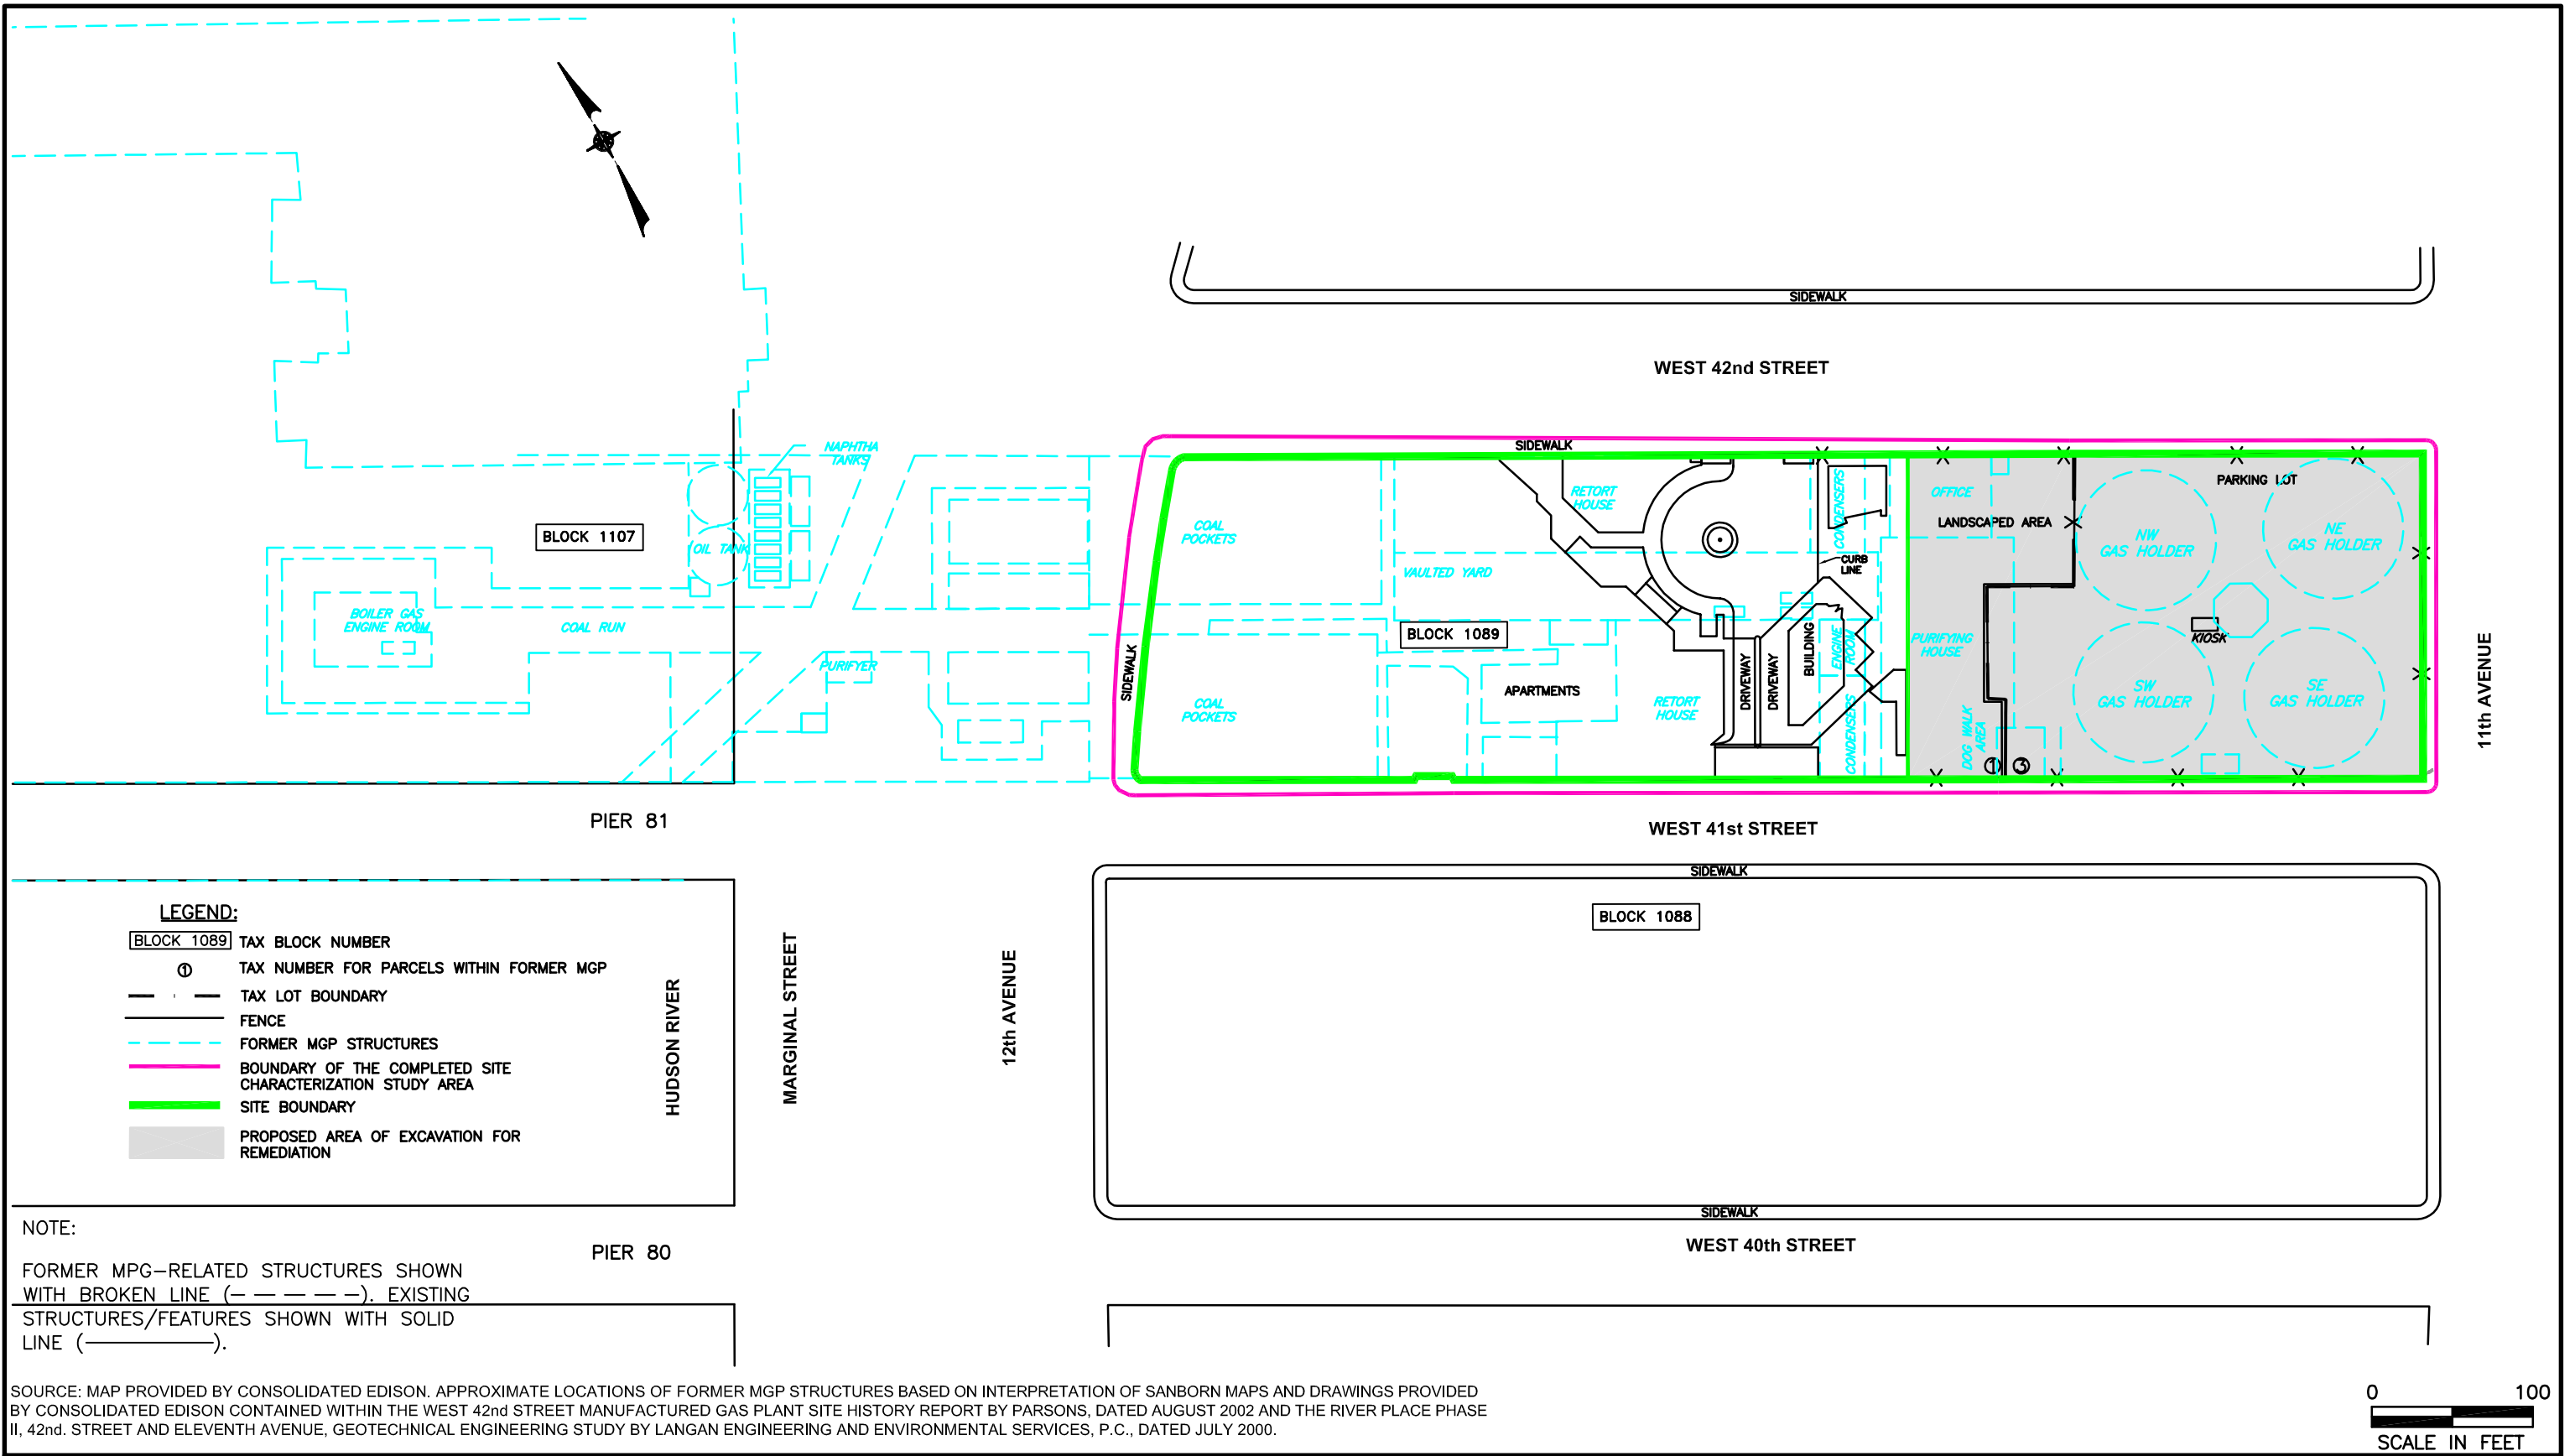 SIDEWALK
WEST 42nd STREET
NAPHTHA
TANKS
OIL TANK
BLOCK 1107
BOILER GAS
ENGINE ROOM
COAL RUN
PURIFYER
PIER 81
SIDEWALK
SIDEWALK
COAL
POCKETS
COAL
POCKETS
RETORT
HOUSE
VAULTED YARD
BLOCK 1089
APARTMENTS
RETORT
HOUSE
DRIVEWAY
DRIVEWAY
BUILDING
CONDENSERS
CURB
LINE
ENGINE
ROOM
CONDENSERS
OFFICE
LANDSCAPED AREA
PURIFYING
HOUSE
DOG WALK
AREA
1
3
PARKING LOT
NW
GAS HOLDER
NE
GAS HOLDER
KIOSK
SW
GAS HOLDER
SE
GAS HOLDER
11th AVENUE
WEST 41st STREET
SIDEWALK
BLOCK 1088
SIDEWALK
WEST 40th STREET
12th AVENUE
MARGINAL STREET
HUDSON RIVER
LEGEND:
BLOCK 1089 TAX BLOCK NUMBER
1 TAX NUMBER FOR PARCELS WITHIN FORMER MGP
TAX LOT BOUNDARY
FENCE
FORMER MGP STRUCTURES
BOUNDARY OF THE COMPLETED SITE
CHARACTERIZATION STUDY AREA
SITE BOUNDARY
PROPOSED AREA OF EXCAVATION FOR
REMEDIATION
PIER 80
NOTE:
FORMER MPG-RELATED STRUCTURES SHOWN
WITH BROKEN LINE (— — — — —). EXISTING
STRUCTURES/FEATURES SHOWN WITH SOLID
LINE (————————).
SOURCE: MAP PROVIDED BY CONSOLIDATED EDISON. APPROXIMATE LOCATIONS OF FORMER MGP STRUCTURES BASED ON INTERPRETATION OF SANBORN MAPS AND DRAWINGS PROVIDED
BY CONSOLIDATED EDISON CONTAINED WITHIN THE WEST 42nd STREET MANUFACTURED GAS PLANT SITE HISTORY REPORT BY PARSONS, DATED AUGUST 2002 AND THE RIVER PLACE PHASE
II, 42nd. STREET AND ELEVENTH AVENUE, GEOTECHNICAL ENGINEERING STUDY BY LANGAN ENGINEERING AND ENVIRONMENTAL SERVICES, P.C., DATED JULY 2000.
0 100
SCALE IN FEET